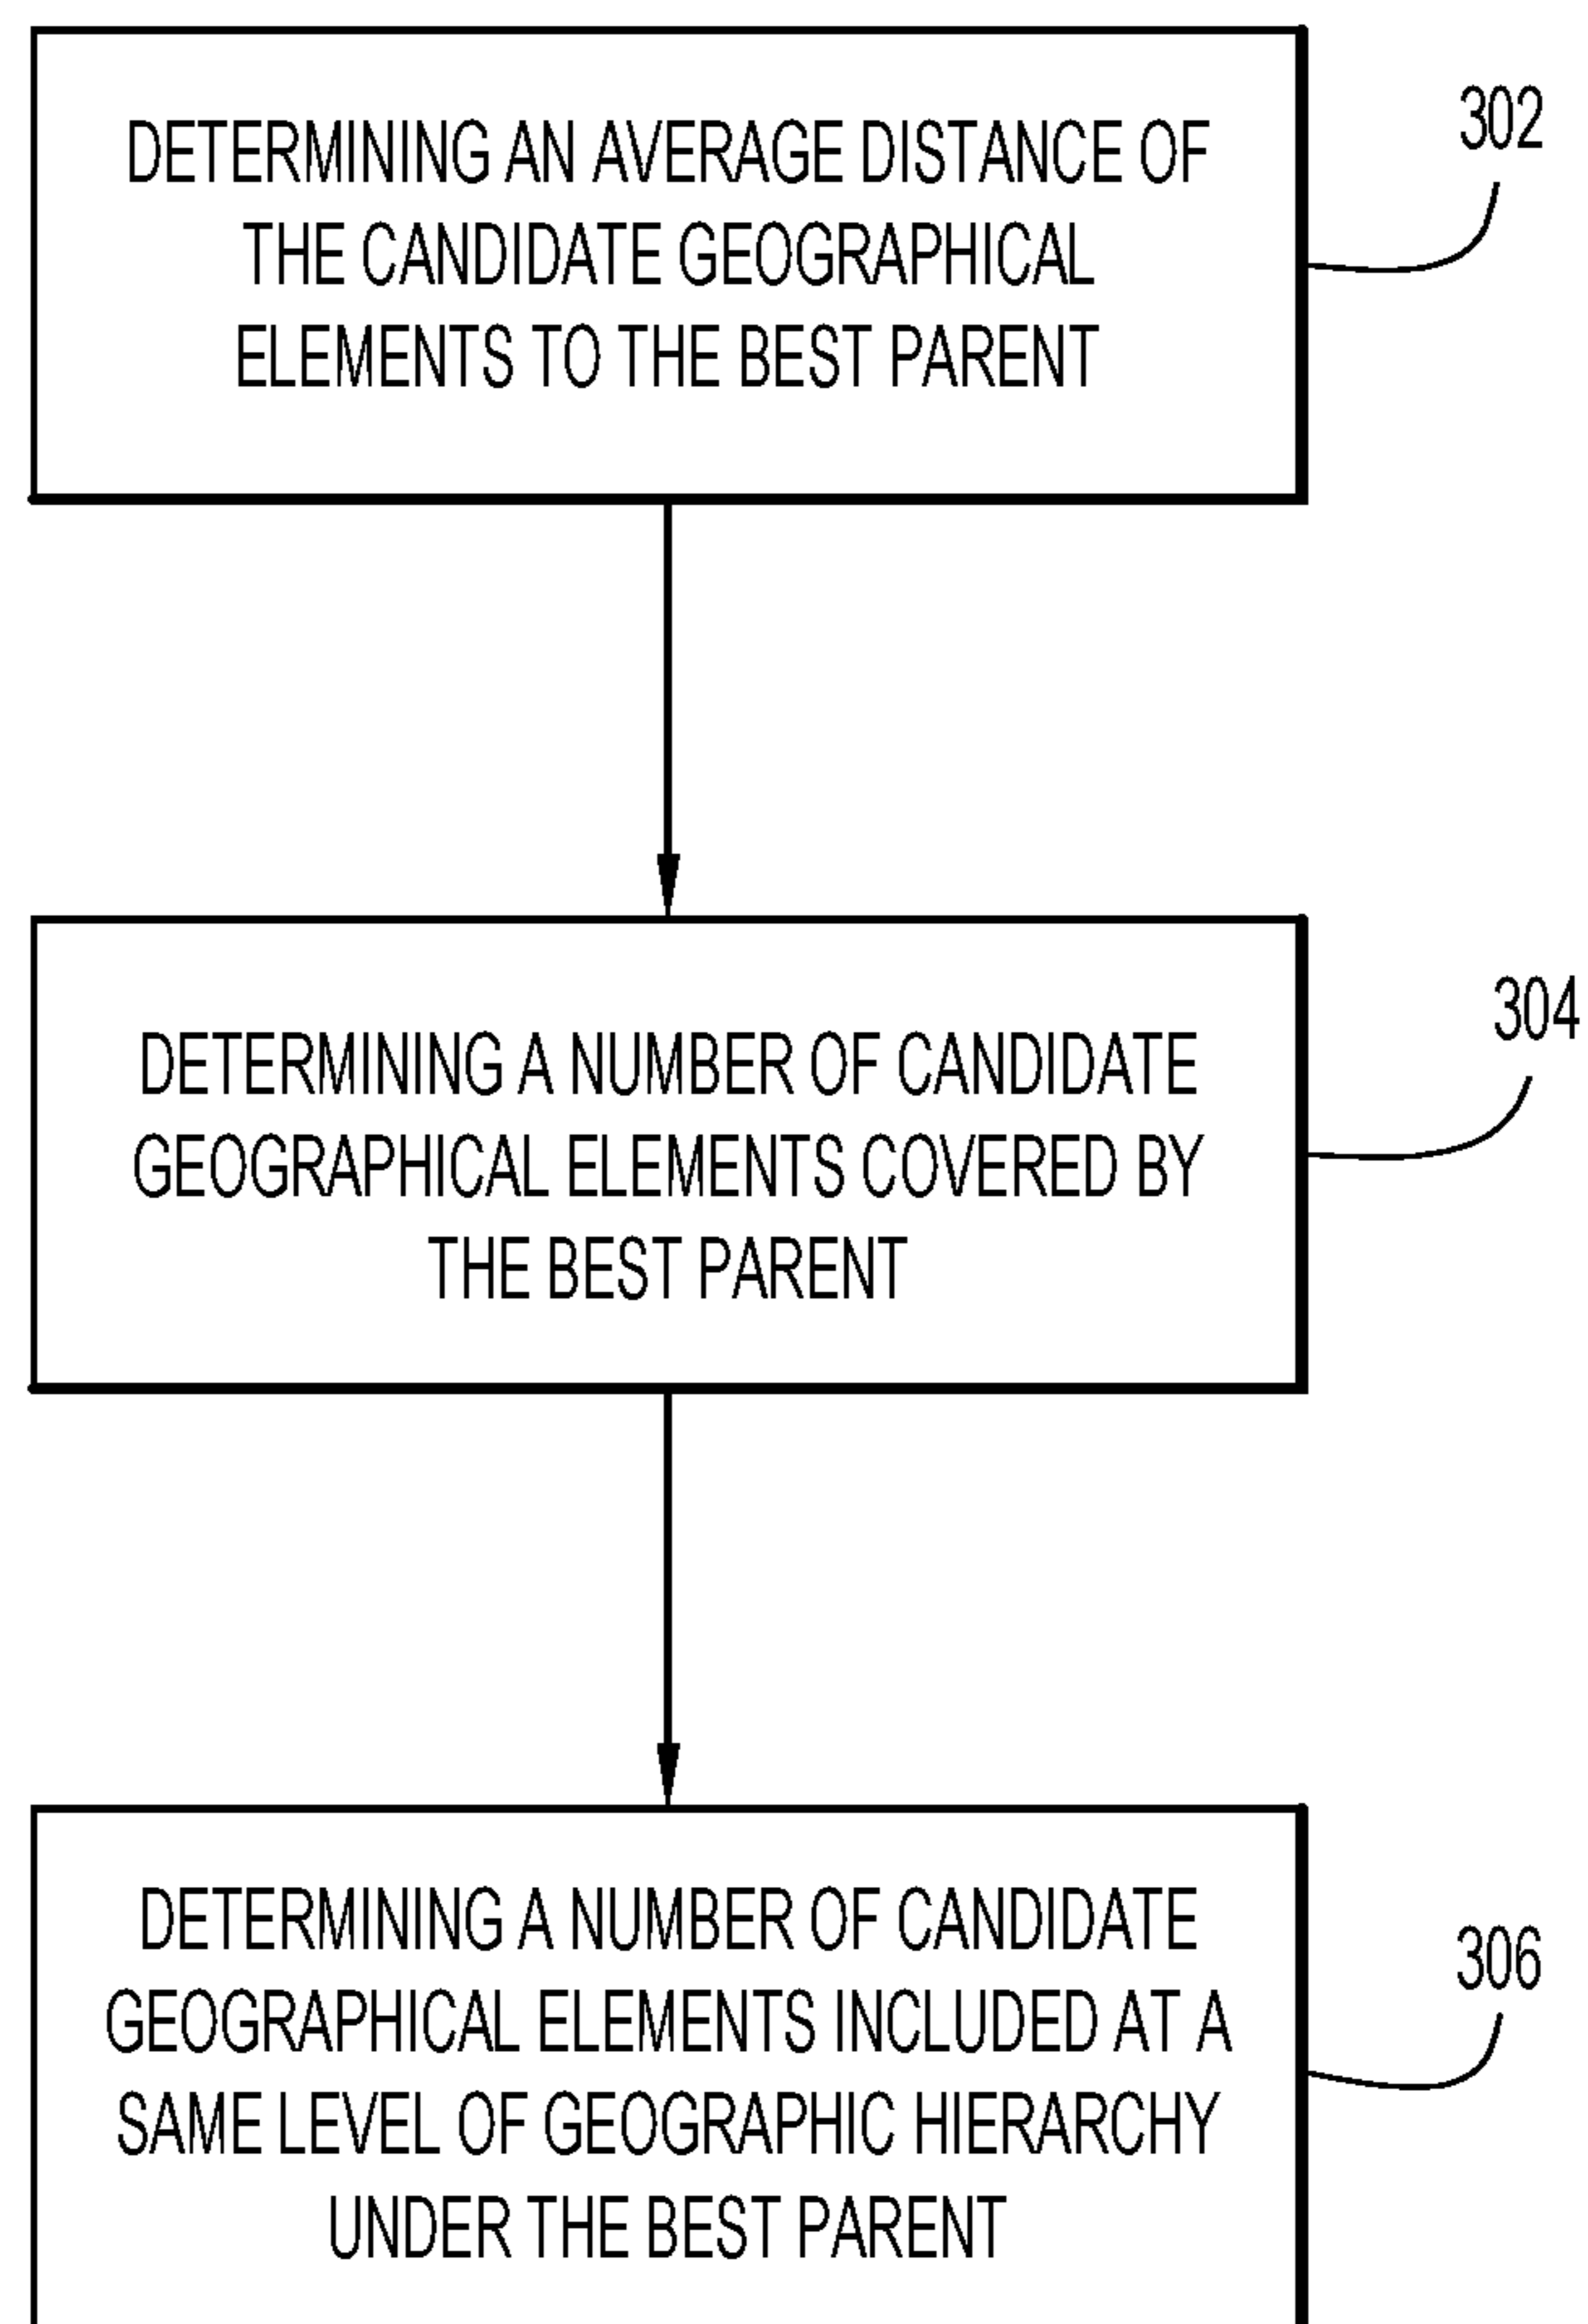 DETERMINING AN AVERAGE DISTANCE OF
THE CANDIDATE GEOGRAPHICAL
ELEMENTS TO THE BEST PARENT
302
DETERMINING A NUMBER OF CANDIDATE
GEOGRAPHICAL ELEMENTS COVERED BY
THE BEST PARENT
304
DETERMINING A NUMBER OF CANDIDATE
GEOGRAPHICAL ELEMENTS INCLUDED AT A
SAME LEVEL OF GEOGRAPHIC HIERARCHY
UNDER THE BEST PARENT
306